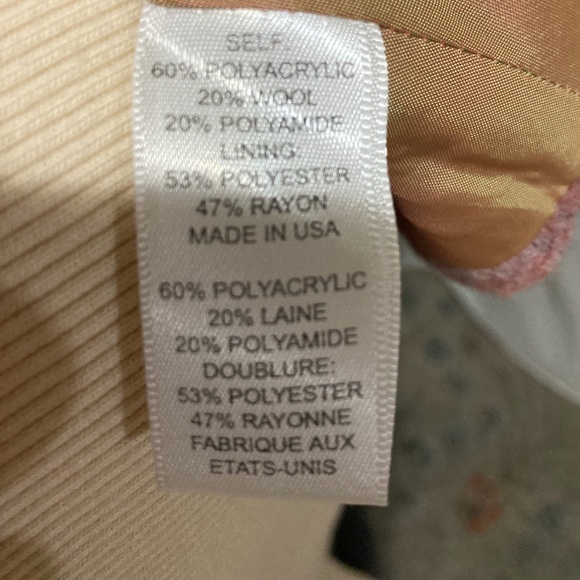 SELF:
60% POLYACRYLIC
20% WOOL
20% POLYAMIDE
LINING:
53% POLYESTER
47% RAYON
MADE IN USA
60% POLYACRYLIC
20% LAINE
20% POLYAMIDE
DOUBLURE:
53% POLYESTER
47% RAYONNE
FABRIQUE AUX
ETATS-UNIS